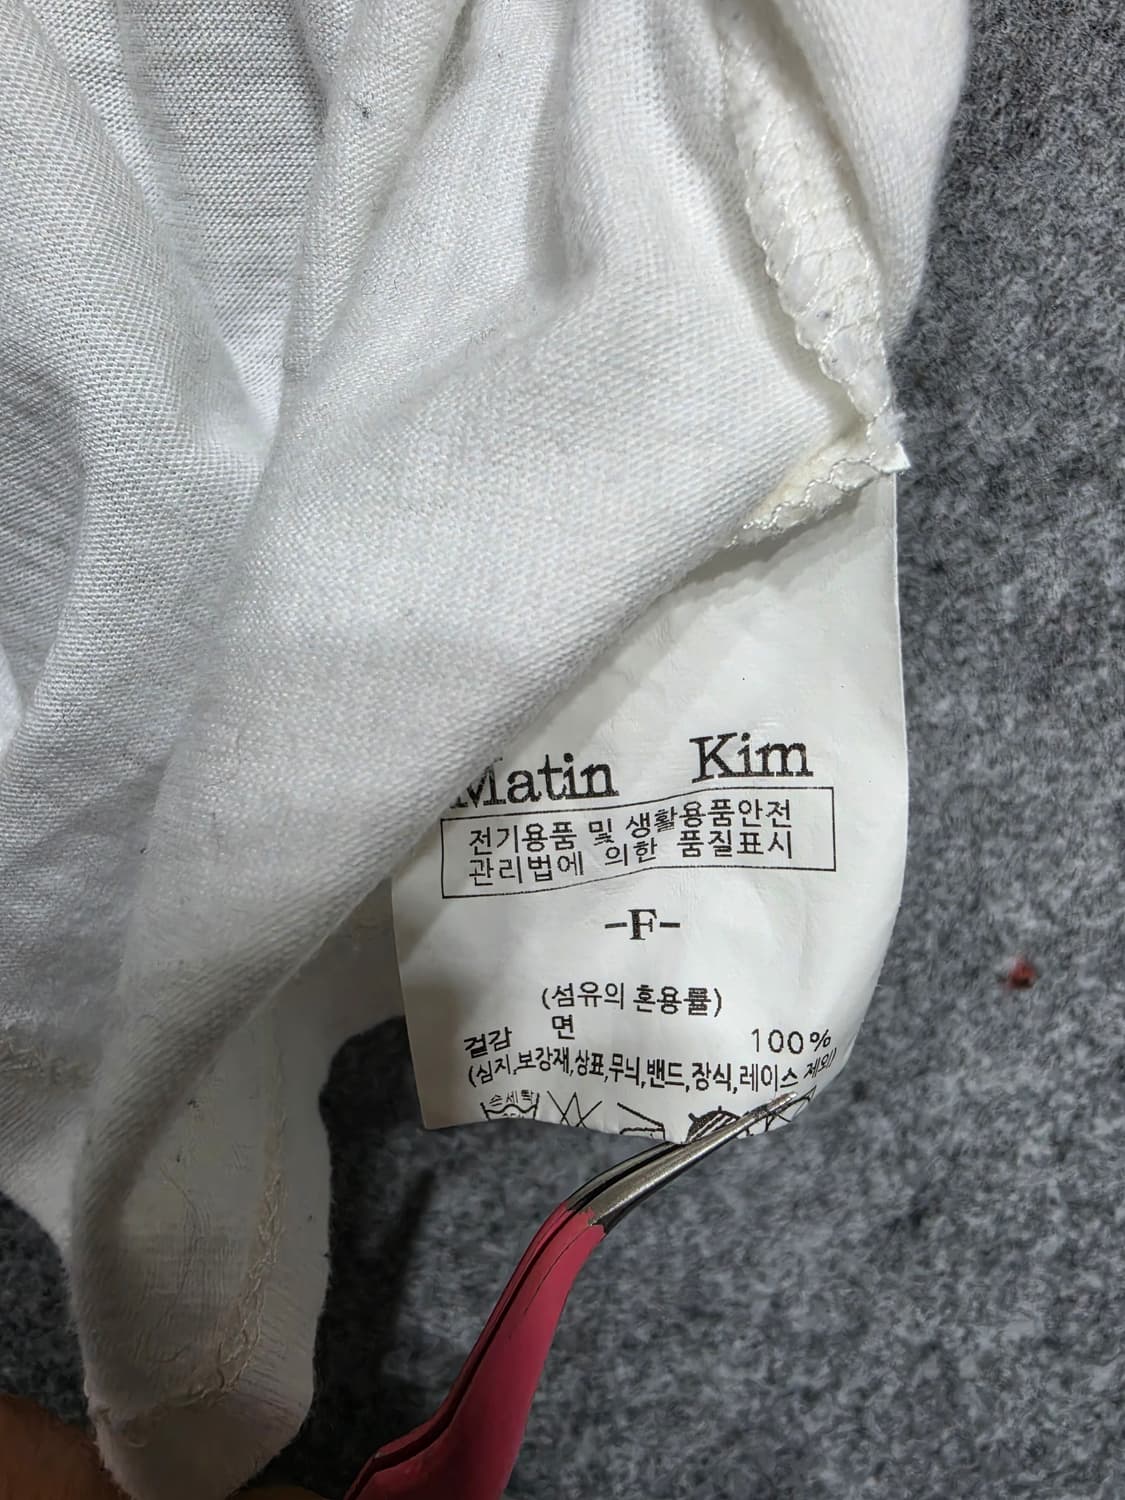 Matin Kim
전기용품 및 생활용품안전
관리법에 의한 품질표시
-F-
(섬유의 혼용률)
겉감 면 100%
(심지,보강재,상표,무늬,밴드,장식,레이스 제외)
손세탁